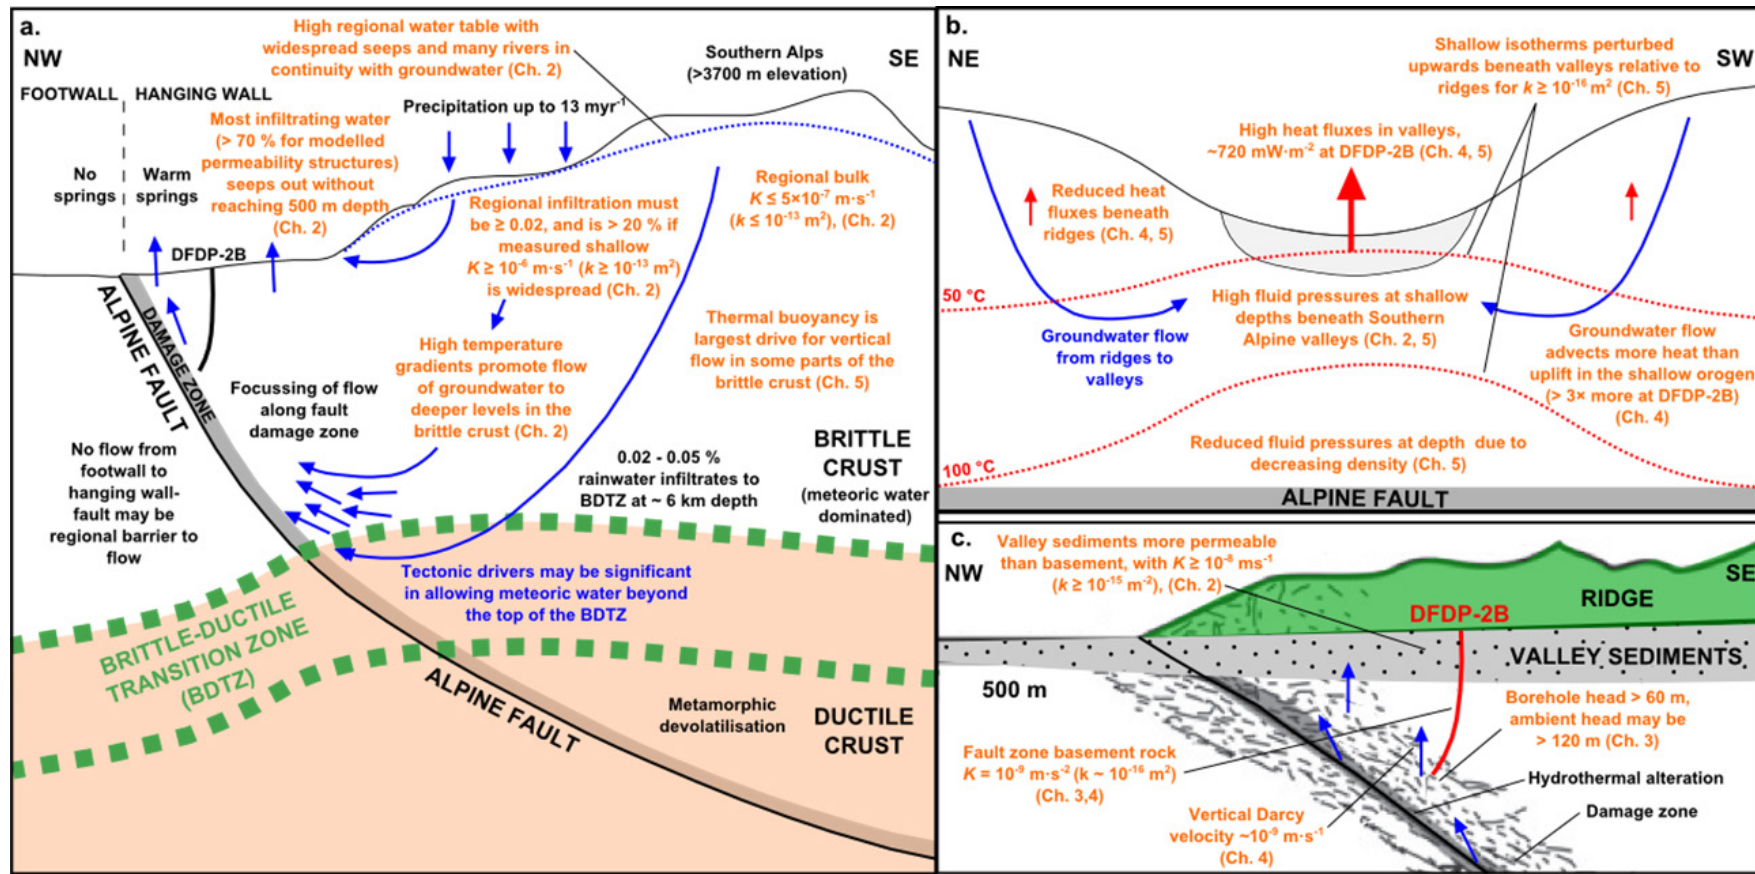 a.
NW
SE
FOOTWALL
HANGING WALL
High regional water table with
widespread seeps and many rivers in
continuity with groundwater (Ch. 2)
Southern Alps
(>3700 m elevation)
Precipitation up to 13 myr⁻¹
Most infiltrating water
(> 70 % for modelled
permeability structures)
seeps out without
reaching 500 m depth
(Ch. 2)
No
springs
Warm
springs
DFDP-2B
Regional infiltration must
be ≥ 0.02, and is > 20 % if
measured shallow
K ≥ 10⁻⁶ m·s⁻¹ (k ≥ 10⁻¹³ m²)
is widespread (Ch. 2)
Regional bulk
K ≤ 5×10⁻⁷ m·s⁻¹
(k ≤ 10⁻¹³ m²), (Ch. 2)
ALPINE FAULT
DAMAGE ZONE
High temperature
gradients promote flow
of groundwater to
deeper levels in the
brittle crust (Ch. 2)
Thermal buoyancy is
largest drive for vertical
flow in some parts of the
brittle crust (Ch. 5)
Focussing of flow
along fault
damage zone
No flow from
footwall to
hanging wall-
fault may be
regional barrier to
flow
0.02 - 0.05 %
rainwater infiltrates to
BDTZ at ~ 6 km depth
BRITTLE
CRUST
(meteoric water
dominated)
Tectonic drivers may be significant
in allowing meteoric water beyond
the top of the BDTZ
BRITTLE-DUCTILE
TRANSITION ZONE
(BDTZ)
ALPINE FAULT
Metamorphic
devolatilisation
DUCTILE
CRUST
b.
NE
SW
Shallow isotherms perturbed
upwards beneath valleys relative to
ridges for k ≥ 10⁻¹⁶ m² (Ch. 5)
High heat fluxes in valleys,
~720 mW·m⁻² at DFDP-2B (Ch. 4, 5)
Reduced heat
fluxes beneath
ridges (Ch. 4, 5)
50 °C
High fluid pressures at shallow
depths beneath Southern
Alpine valleys (Ch. 2, 5)
Groundwater flow
from ridges to
valleys
Groundwater flow
advects more heat than
uplift in the shallow orogen
(> 3× more at DFDP-2B)
(Ch. 4)
Reduced fluid pressures at depth due to
decreasing density (Ch. 5)
100 °C
ALPINE FAULT
c.
NW
SE
Valley sediments more permeable
than basement, with K ≥ 10⁻⁸ ms⁻¹
(k ≥ 10⁻¹⁵ m⁻²), (Ch. 2)
RIDGE
DFDP-2B
VALLEY SEDIMENTS
500 m
Borehole head > 60 m,
ambient head may be
> 120 m (Ch. 3)
Fault zone basement rock
K = 10⁻⁹ m·s⁻² (k ~ 10⁻¹⁶ m²)
(Ch. 3,4)
Hydrothermal alteration
Damage zone
Vertical Darcy
velocity ~10⁻⁹ m·s⁻¹
(Ch. 4)